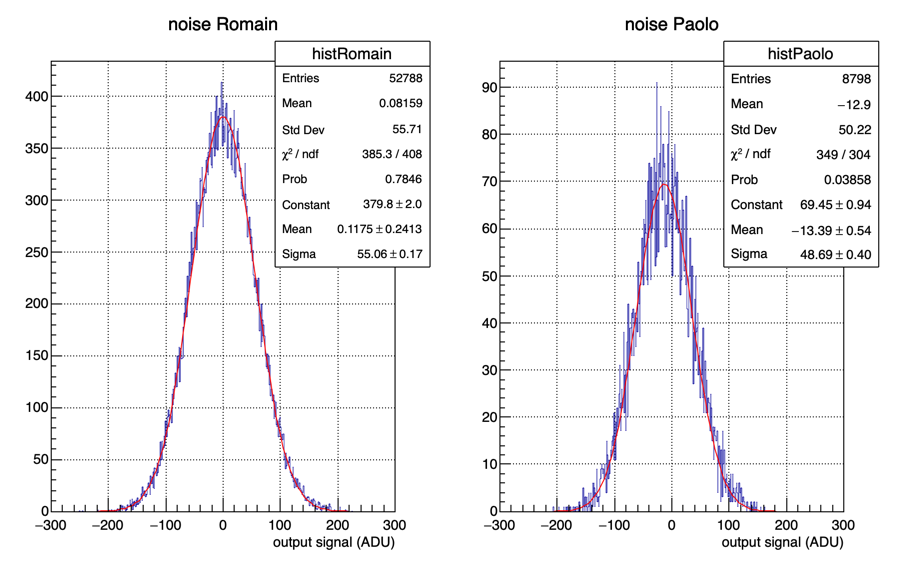 noise Romain
histRomain
Entries 52788
Mean 0.08159
Std Dev 55.71
χ² / ndf 385.3 / 408
Prob 0.7846
Constant 379.8 ± 2.0
Mean 0.1175 ± 0.2413
Sigma 55.06 ± 0.17
400
350
300
250
200
150
100
50
0
−300 −200 −100 0 100 200 300
output signal (ADU)
noise Paolo
histPaolo
Entries 8798
Mean −12.9
Std Dev 50.22
χ² / ndf 349 / 304
Prob 0.03858
Constant 69.45 ± 0.94
Mean −13.39 ± 0.54
Sigma 48.69 ± 0.40
90
80
70
60
50
40
30
20
10
0
−300 −200 −100 0 100 200 300
output signal (ADU)